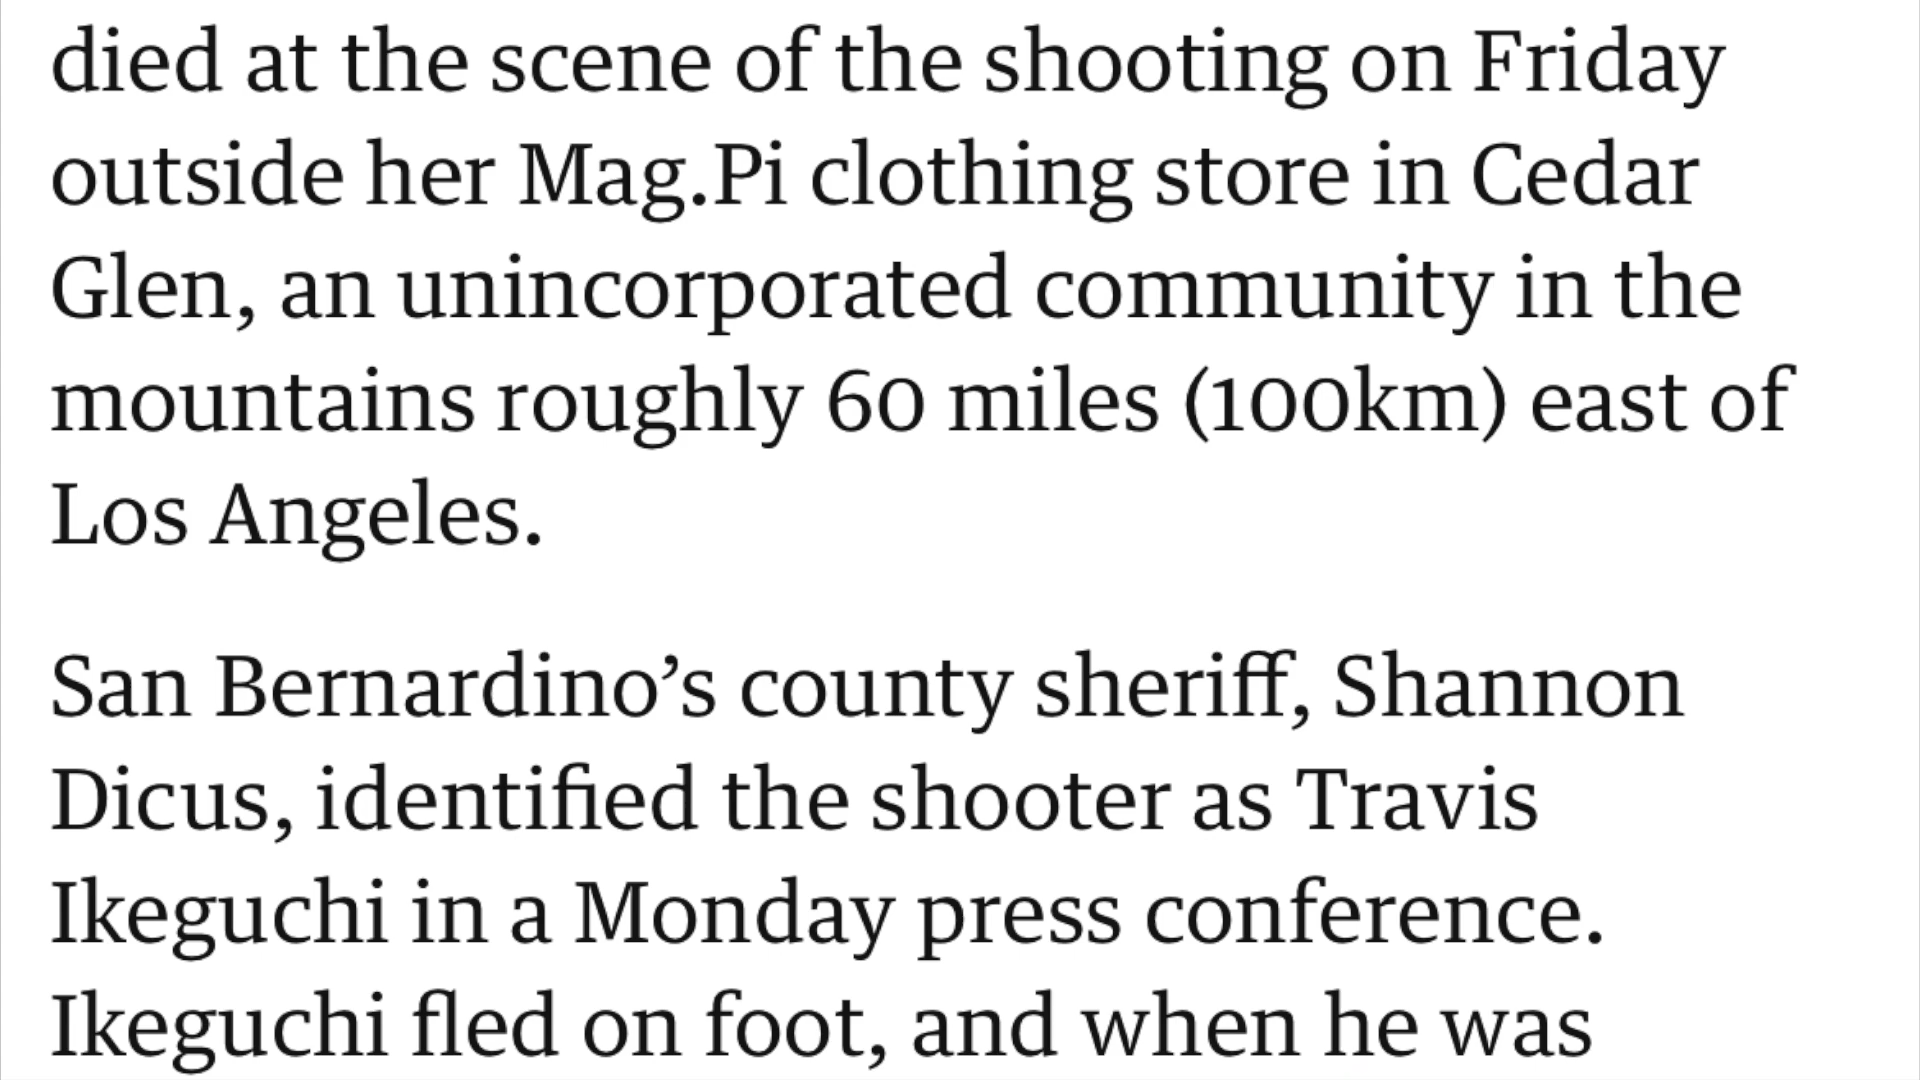 died at the scene of the shooting on Friday
outside her Mag.Pi clothing store in Cedar
Glen, an unincorporated community in the
mountains roughly 60 miles (100km) east of
Los Angeles.
San Bernardino’s county sheriff, Shannon
Dicus, identified the shooter as Travis
Ikeguchi in a Monday press conference.
Ikeguchi fled on foot, and when he was